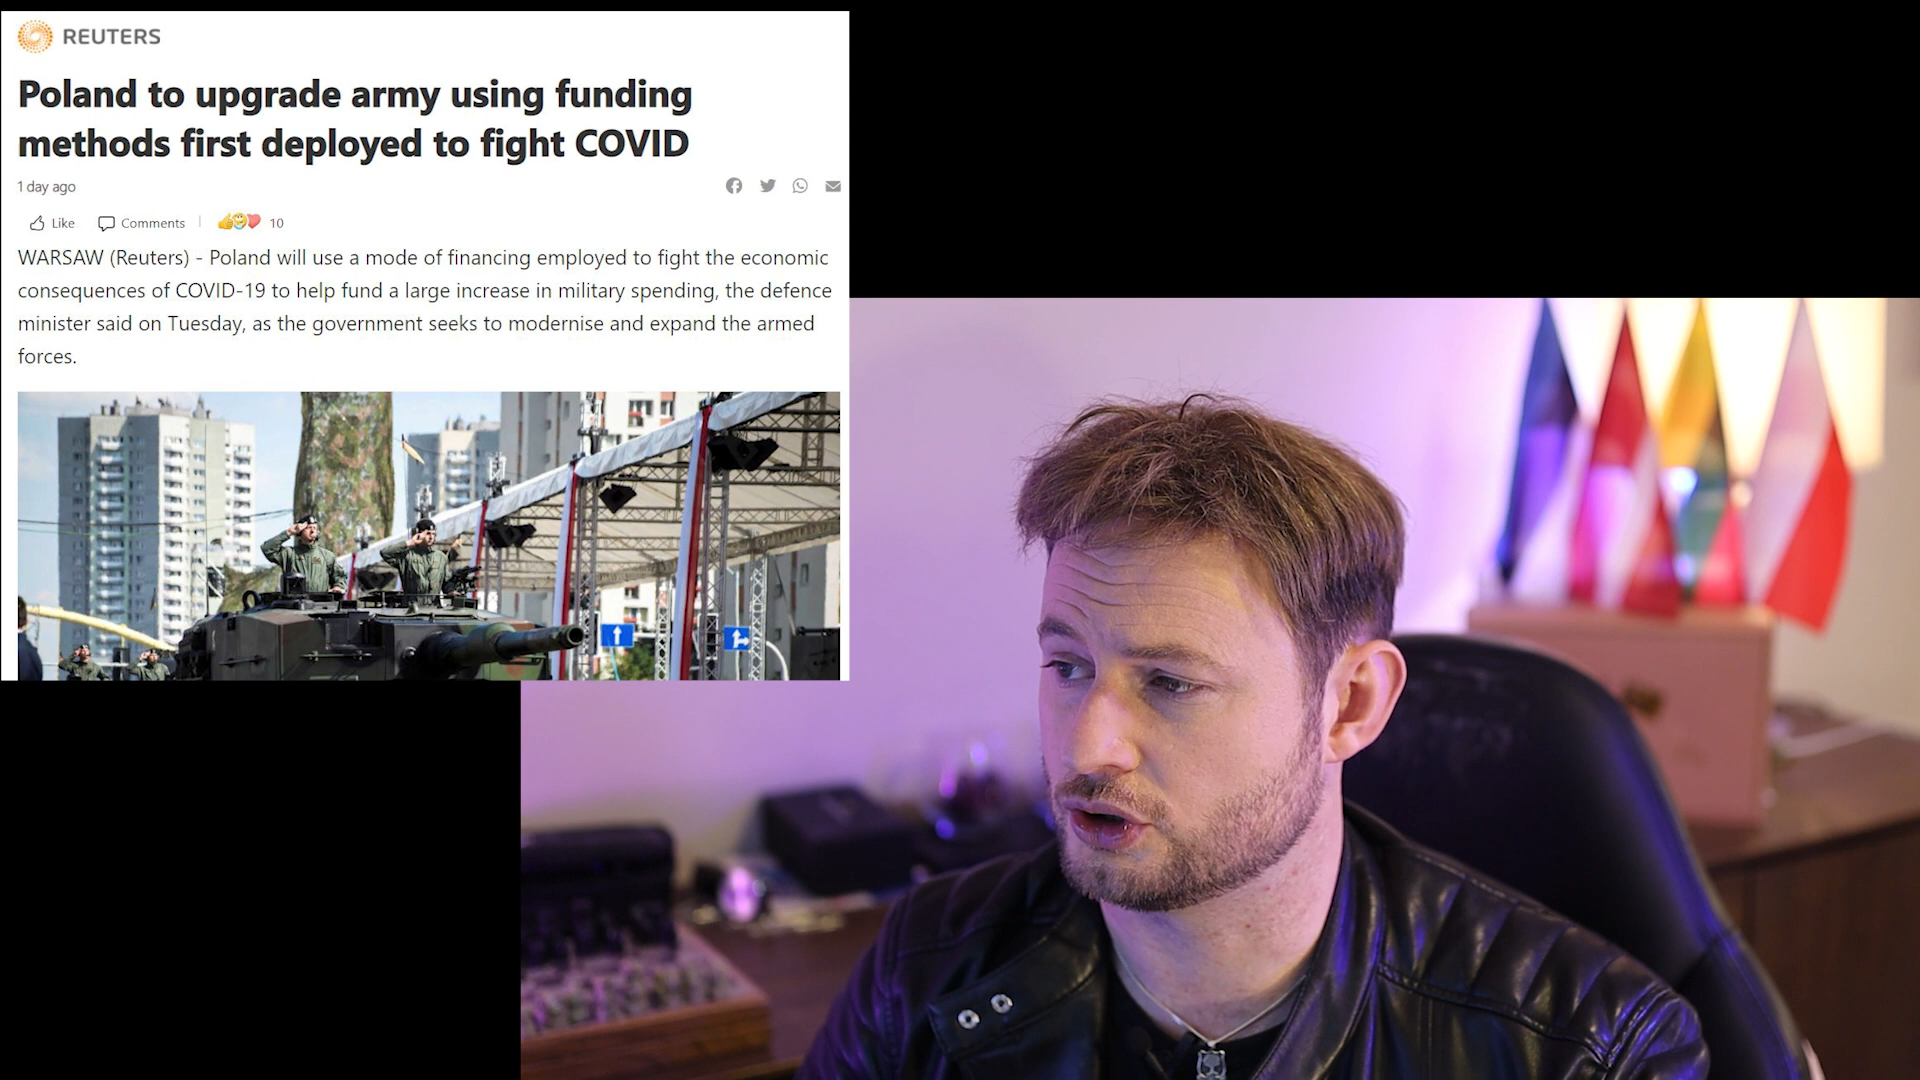 REUTERS
Poland to upgrade army using funding
methods first deployed to fight COVID
1 day ago
Like Comments 10
WARSAW (Reuters) - Poland will use a mode of financing employed to fight the economic
consequences of COVID-19 to help fund a large increase in military spending, the defence
minister said on Tuesday, as the government seeks to modernise and expand the armed
forces.